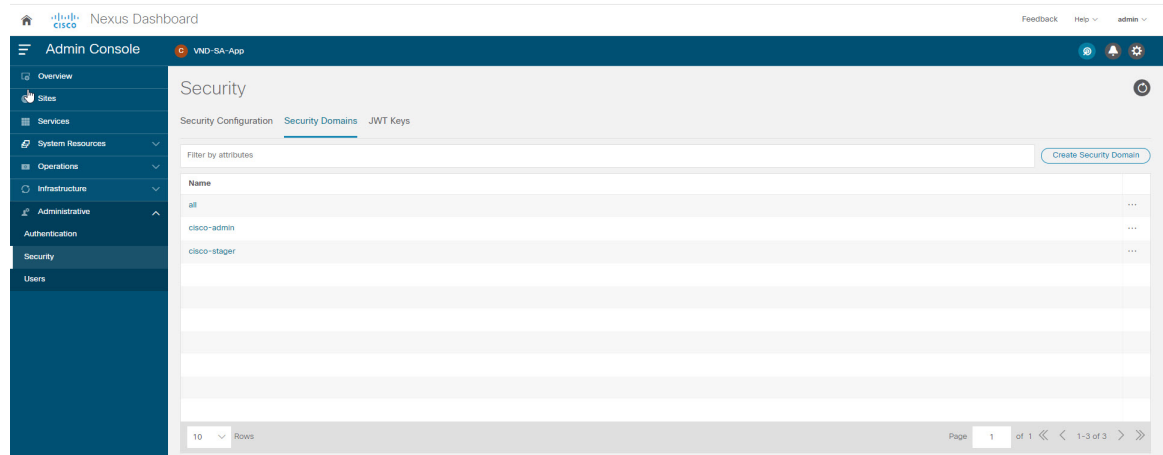 CISCO Nexus Dashboard Feedback Help admin
Admin Console C VND-SA-App
Overview
Sites
Services
System Resources
Operations
Infrastructure
Administrative
Authentication
Security
Users
Security
Security Configuration Security Domains JWT Keys
Filter by attributes Create Security Domain
Name
all
cisco-admin
cisco-stager
10 Rows Page 1 of 1 1-3 of 3